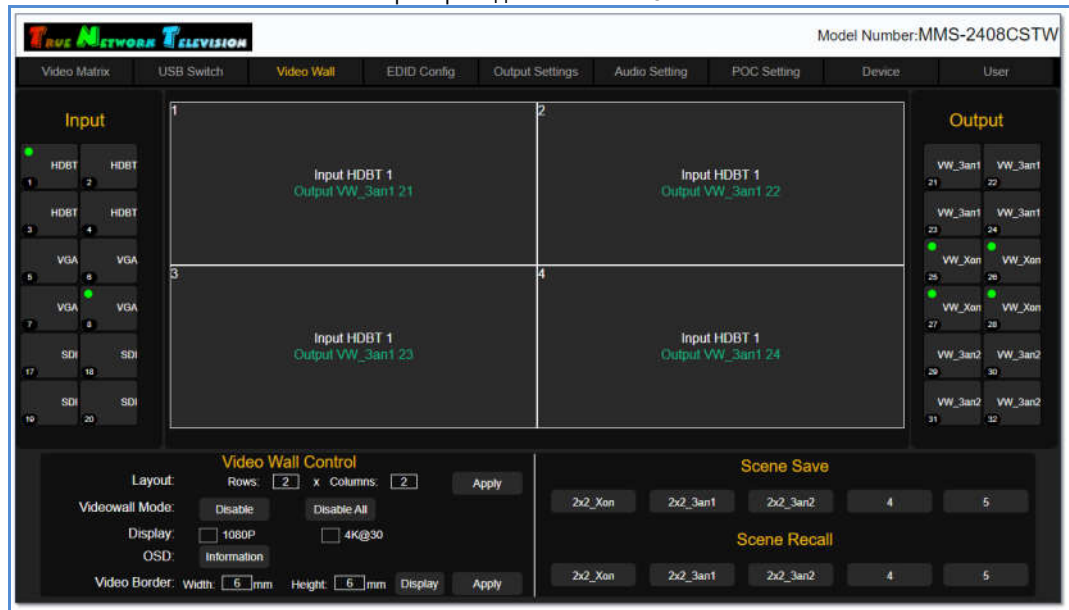 True Network Television
Model Number:MMS-2408CSTW
Video Matrix USB Switch Video Wall EDID Config Output Settings Audio Setting POC Setting Device User
Input
HDBT HDBT
1 2
HDBT HDBT
3 4
VGA VGA
5 6
VGA VGA
7 8
SDI SDI
17 18
SDI SDI
19 20
1
Input HDBT 1
Output VW_3an1 21
2
Input HDBT 1
Output VW_3an1 22
3
Input HDBT 1
Output VW_3an1 23
4
Input HDBT 1
Output VW_3an1 24
Output
VW_3an1 VW_3an1
21 22
VW_3an1 VW_3an1
23 24
VW_Xon VW_Xon
25 26
VW_Xon VW_Xon
27 28
VW_3an2 VW_3an2
29 30
VW_3an2 VW_3an2
31 32
Video Wall Control
Layout: Rows: 2 x Columns: 2 Apply
Videowall Mode: Disable Disable All
Display: 1080P 4K@30
OSD: Information
Video Border: Width: 6 mm Height: 6 mm Display Apply
Scene Save
2x2_Xon 2x2_3an1 2x2_3an2 4 5
Scene Recall
2x2_Xon 2x2_3an1 2x2_3an2 4 5